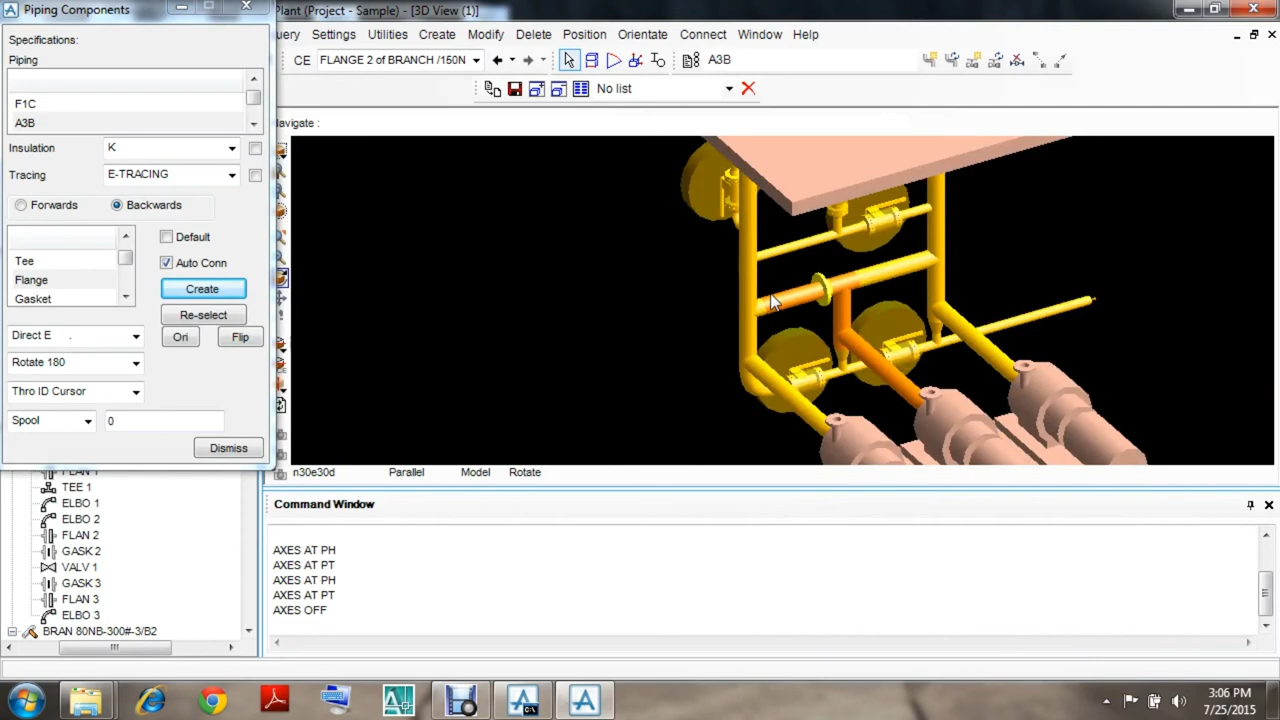 Piping Components
Plant (Project - Sample) - [3D View (1)]
Specifications:
Piping
F1C
A3B
Insulation
K
Tracing
E-TRACING
Forwards
Backwards
Default
Tee
Auto Conn
Flange
Create
Gasket
Re-select
Direct E .
Ori
Flip
Rotate 180
Thro ID Cursor
Spool
0
Dismiss
Settings Utilities Create Modify Delete Position Orientate Connect Window Help
CE
FLANGE 2 of BRANCH /150N
A3B
No list
n30e30d
Parallel
Model
Rotate
TEE 1
ELBO 1
ELBO 2
FLAN 2
GASK 2
VALV 1
GASK 3
FLAN 3
ELBO 3
BRAN 80NB-300#-3/B2
Command Window
AXES AT PH
AXES AT PT
AXES AT PH
AXES AT PT
AXES OFF
3:06 PM
7/25/2015